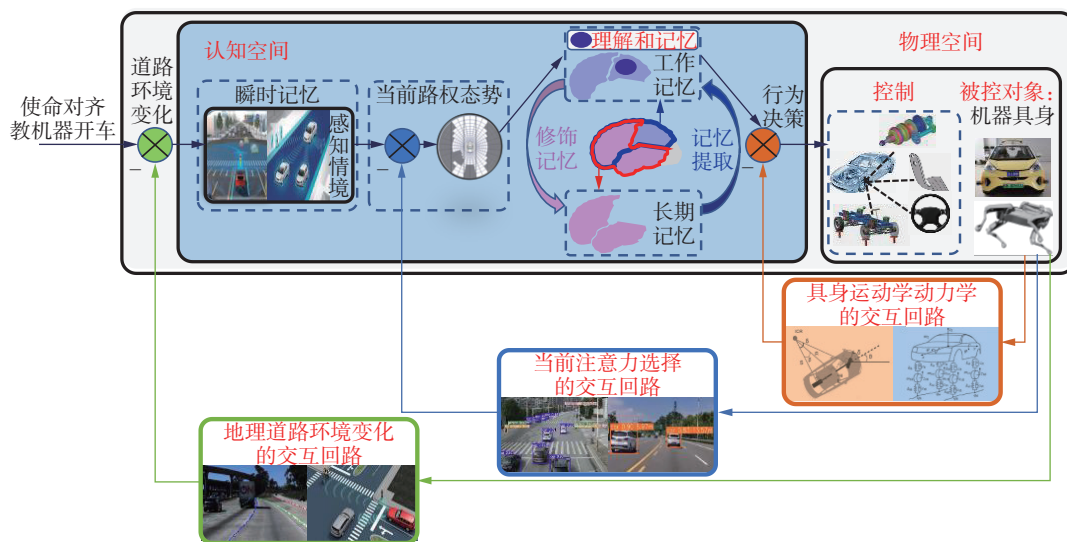 认知空间
物理空间
使命对齐
教机器开车
道路
环境
变化
瞬时记忆
感知情境
当前路权态势
理解和记忆
工作
记忆
修饰
记忆
记忆
提取
长期
记忆
行为
决策
控制
被控对象：
机器具身
具身运动学动力学
的交互回路
当前注意力选择
的交互回路
地理道路环境变化
的交互回路